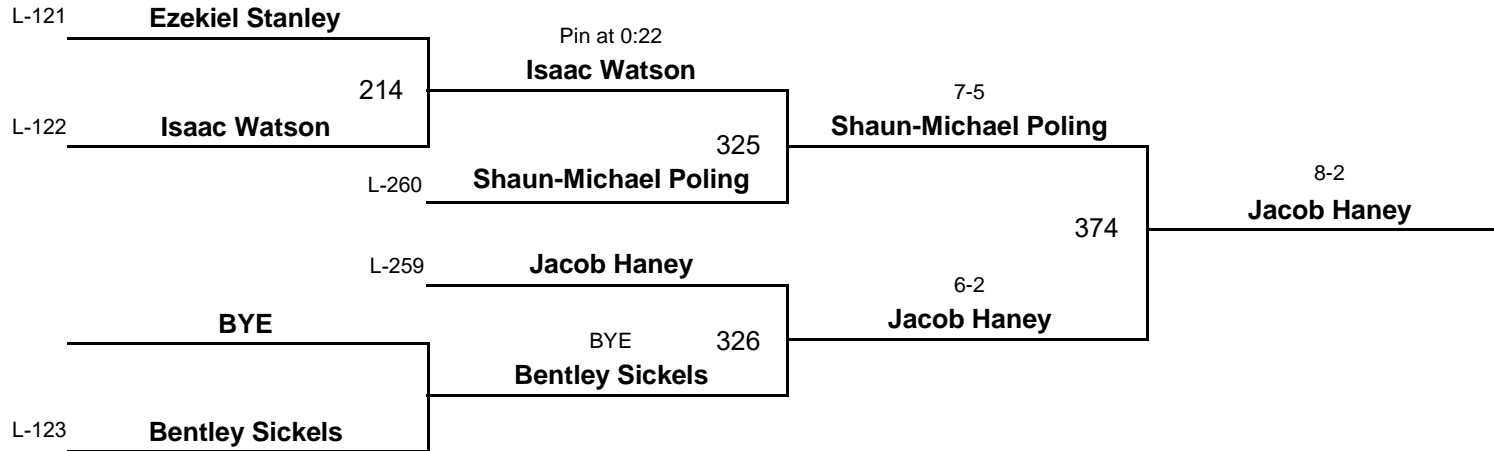 L-121 Ezekiel Stanley
Pin at 0:22
Isaac Watson
214
7-5
L-122 Isaac Watson
Shaun-Michael Poling
325
8-2
L-260 Shaun-Michael Poling
Jacob Haney
374
L-259 Jacob Haney
6-2
BYE
Jacob Haney
BYE 326
Bentley Sickels
L-123 Bentley Sickels